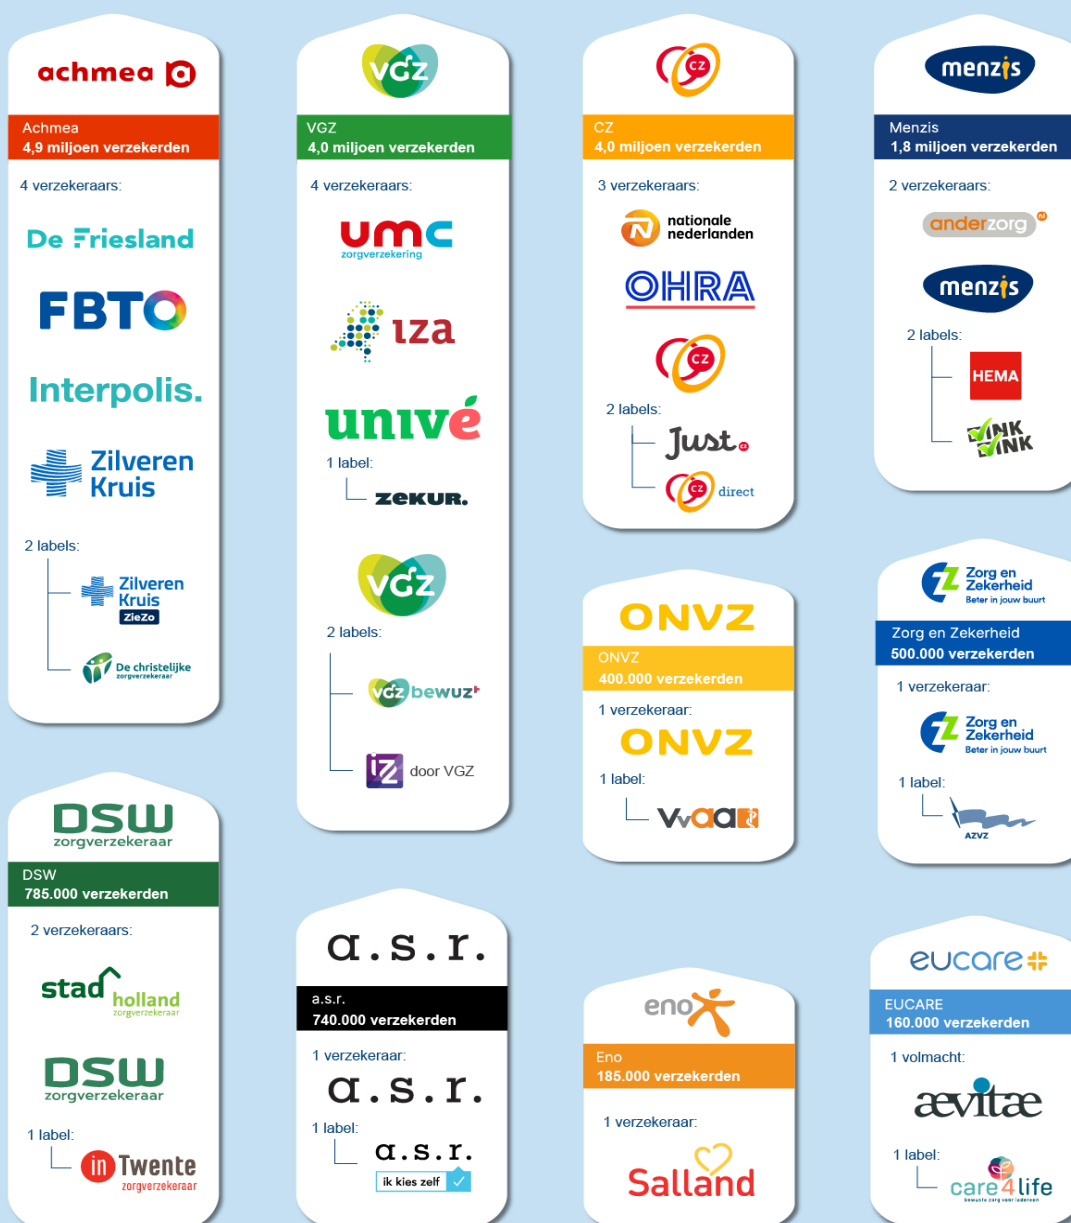 achmea
Achmea
4,9 miljoen verzekerden
4 verzekeraars:
De Friesland
FBTO
Interpolis.
Zilveren
Kruis
2 labels:
Zilveren
Kruis
ZieZo
De christelijke
zorgverzekeraar
VGZ
VGZ
4,0 miljoen verzekerden
4 verzekeraars:
umc
zorgverzekering
iza
univé
1 label:
zekur.
VGZ
2 labels:
VGZ bewuzt
IZZ door VGZ
CZ
CZ
4,0 miljoen verzekerden
3 verzekeraars:
nationale
nederlanden
OHRA
CZ
2 labels:
Just.cz
CZ direct
menzis
Menzis
1,8 miljoen verzekerden
2 verzekeraars:
anderzorg nl
menzis
2 labels:
HEMA
VINK
VINK
ONVZ
ONVZ
400.000 verzekerden
1 verzekeraar:
ONVZ
1 label:
VvAA
Zorg en
Zekerheid
Beter in jouw buurt
Zorg en Zekerheid
500.000 verzekerden
1 verzekeraar:
Zorg en
Zekerheid
Beter in jouw buurt
1 label:
AZVZ
DSW
zorgverzekeraar
DSW
785.000 verzekerden
2 verzekeraars:
stad
holland
zorgverzekeraar
DSW
zorgverzekeraar
1 label:
in Twente
zorgverzekeraar
a.s.r.
a.s.r.
740.000 verzekerden
1 verzekeraar:
a.s.r.
1 label:
a.s.r.
ik kies zelf
eno
Eno
185.000 verzekerden
1 verzekeraar:
Salland
eucare
EUCARE
160.000 verzekerden
1 volmacht:
ævitæ
1 label:
care4life
bewuste zorg voor iedereen